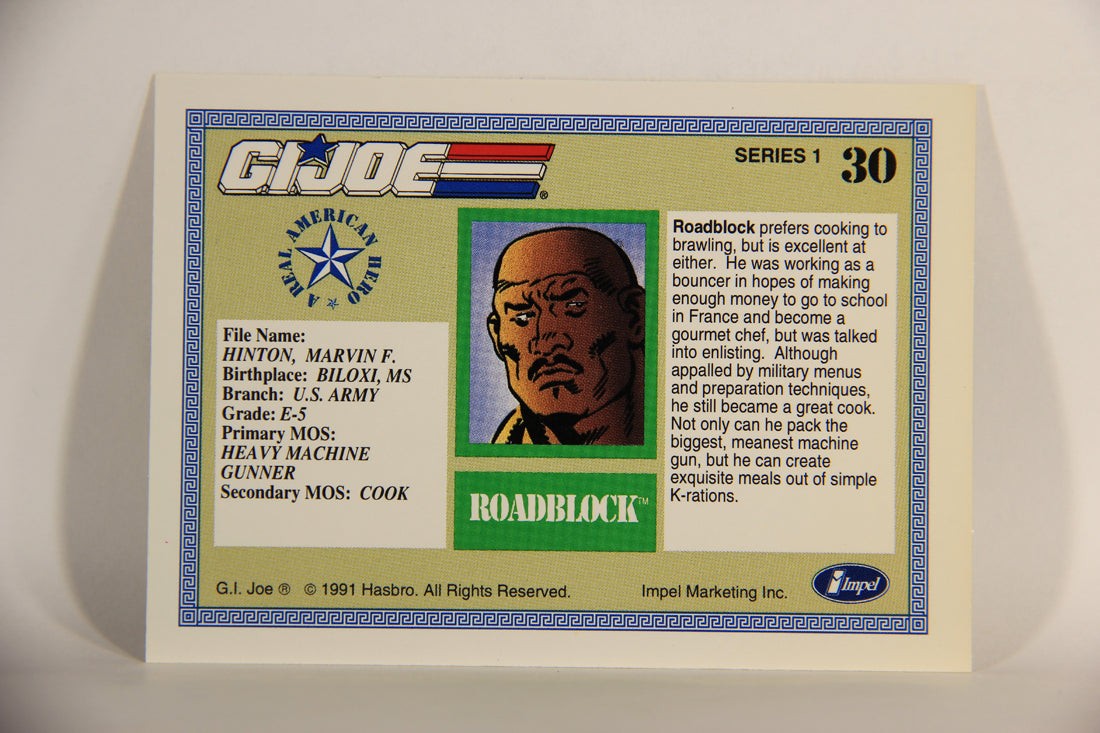 G.I.JOE®
SERIES 1 30
A REAL AMERICAN HERO
File Name:
HINTON, MARVIN F.
Birthplace: BILOXI, MS
Branch: U.S. ARMY
Grade: E-5
Primary MOS:
HEAVY MACHINE
GUNNER
Secondary MOS: COOK
ROADBLOCK™
Roadblock prefers cooking to
brawling, but is excellent at
either. He was working as a
bouncer in hopes of making
enough money to go to school
in France and become a
gourmet chef, but was talked
into enlisting. Although
appalled by military menus
and preparation techniques,
he still became a great cook.
Not only can he pack the
biggest, meanest machine
gun, but he can create
exquisite meals out of simple
K-rations.
G.I. Joe ® © 1991 Hasbro. All Rights Reserved.
Impel Marketing Inc.
Impel